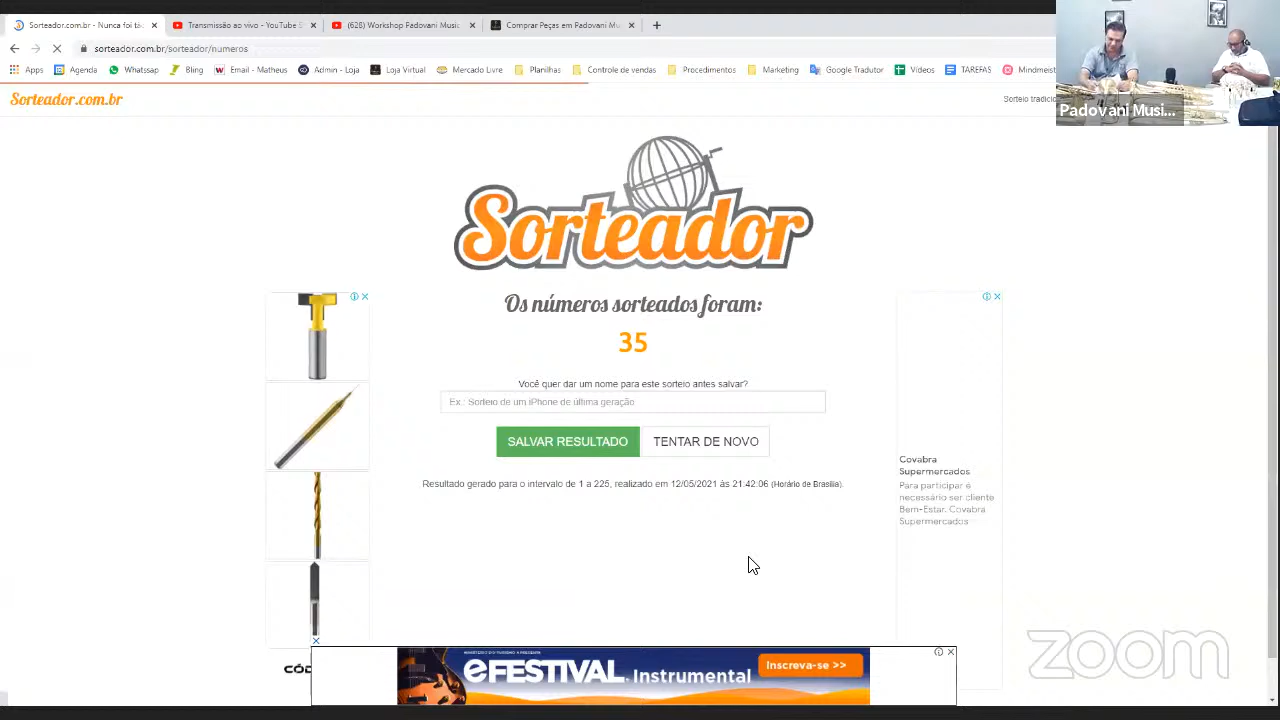 Sorteador.com.br - Nunca foi tã
Transmissão ao vivo - YouTube S
(628) Workshop Padovani Music
Comprar Peças em Padovani Mu
sorteador.com.br/sorteador/numeros
Apps
Agenda
Whatssap
Bling
Email - Matheus
Admin - Loja
Loja Virtual
Mercado Livre
Planilhas
Controle de vendas
Procedimentos
Marketing
Google Tradutor
Vídeos
TAREFAS
Mindmeist
Padovani Musi...
Sorteador.com.br
Sorteio tradicio
Sorteador
Os números sorteados foram:
35
Você quer dar um nome para este sorteio antes salvar?
Ex.: Sorteio de um iPhone de última geração
SALVAR RESULTADO
TENTAR DE NOVO
Resultado gerado para o intervalo de 1 a 225, realizado em 12/05/2021 às 21:42:06 (Horário de Brasília).
Covabra
Supermercados
Para participar é
necessário ser cliente
Bem-Estar. Covabra
Supermercados
CÓD
eFESTIVAL Instrumental
Inscreva-se >>
zoom